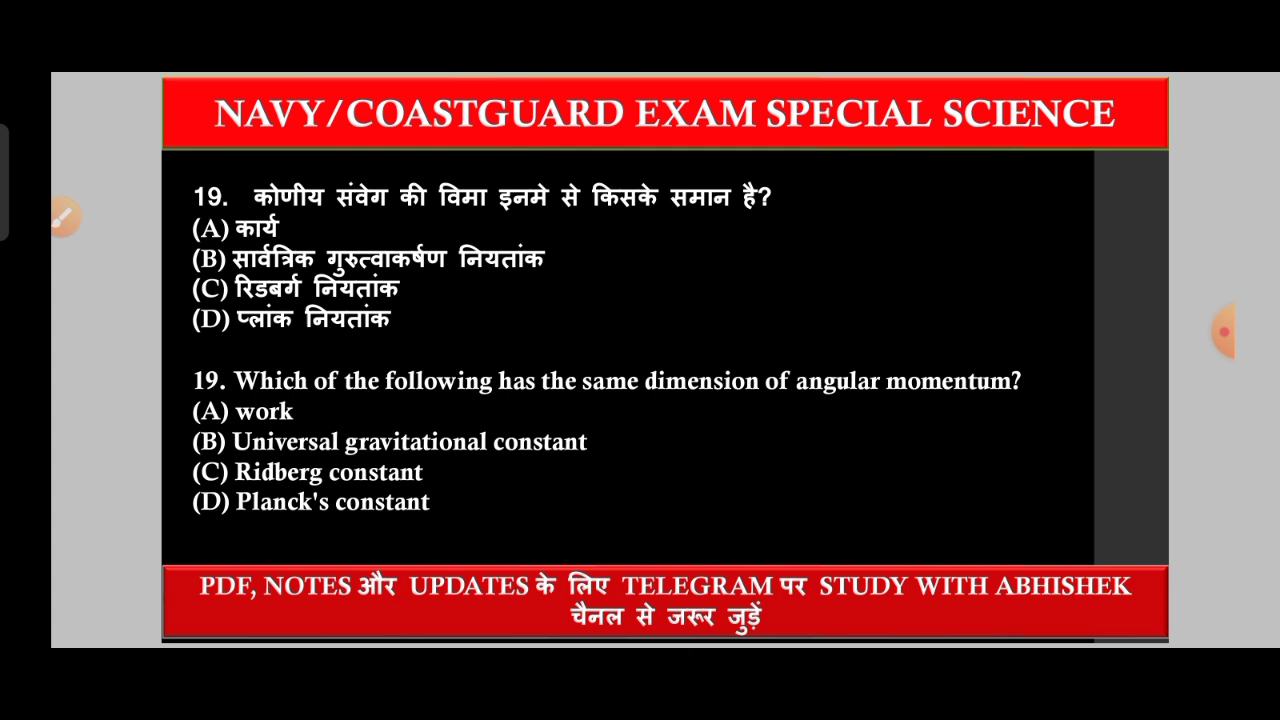 NAVY/COASTGUARD EXAM SPECIAL SCIENCE
19. कोणीय संवेग की विमा इनमे से किसके समान है?
(A) कार्य
(B) सार्वत्रिक गुरुत्वाकर्षण नियतांक
(C) रिडबर्ग नियतांक
(D) प्लांक नियतांक
19. Which of the following has the same dimension of angular momentum?
(A) work
(B) Universal gravitational constant
(C) Ridberg constant
(D) Planck's constant
PDF, NOTES और UPDATES के लिए TELEGRAM पर STUDY WITH ABHISHEK
चैनल से जरूर जुड़ें